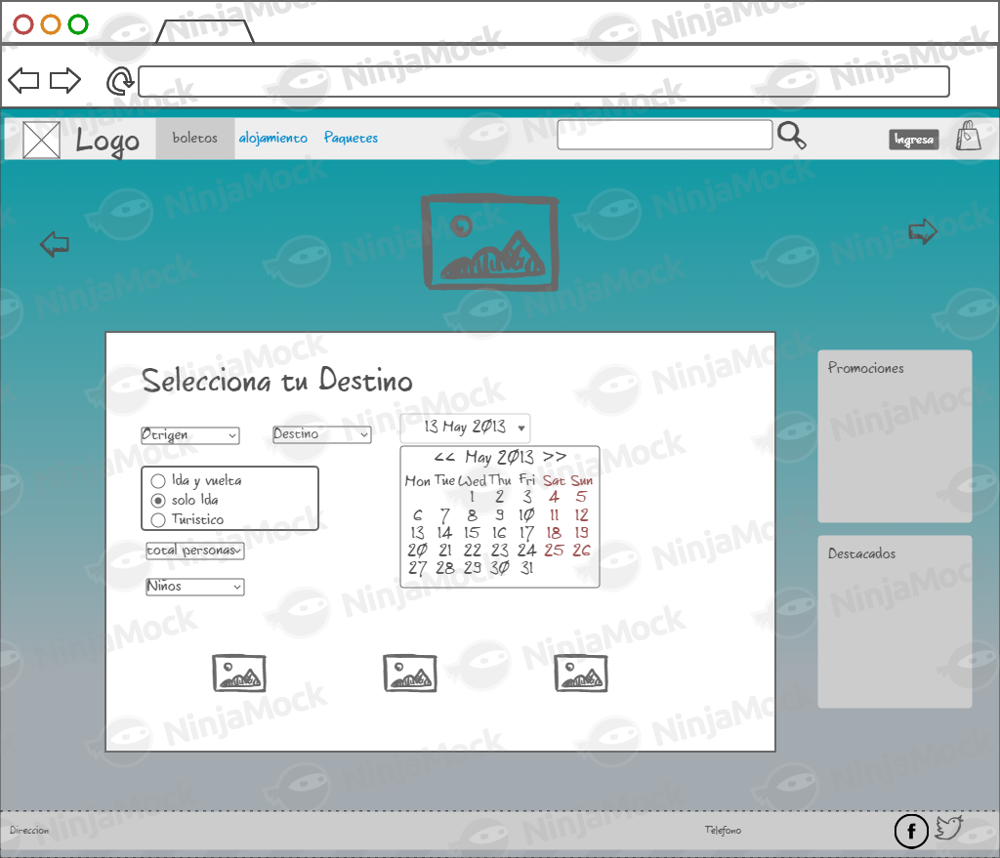 Logo
boletos alojamiento Paquetes
Ingresa
Selecciona tu Destino
Otrigen
Destino
13 May 2013
<< May 2013 >>
Mon Tue Wed Thu Fri Sat Sun
1 2 3 4 5
6 7 8 9 10 11 12
13 14 15 16 17 18 19
20 21 22 23 24 25 26
27 28 29 30 31
Ida y vuelta
solo Ida
Turistico
total personas
Niños
Promociones
Destacados
Direccion
Telefono
f
NinjaMock